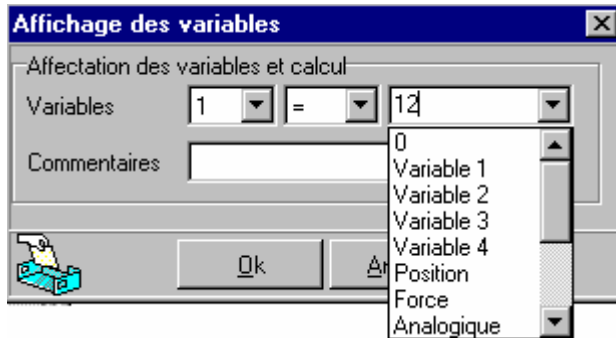 Affichage des variables
Affectation des variables et calcul
Variables 1 = 12
Commentaires
0
Variable 1
Variable 2
Variable 3
Variable 4
Position
Force
Analogique
Ok